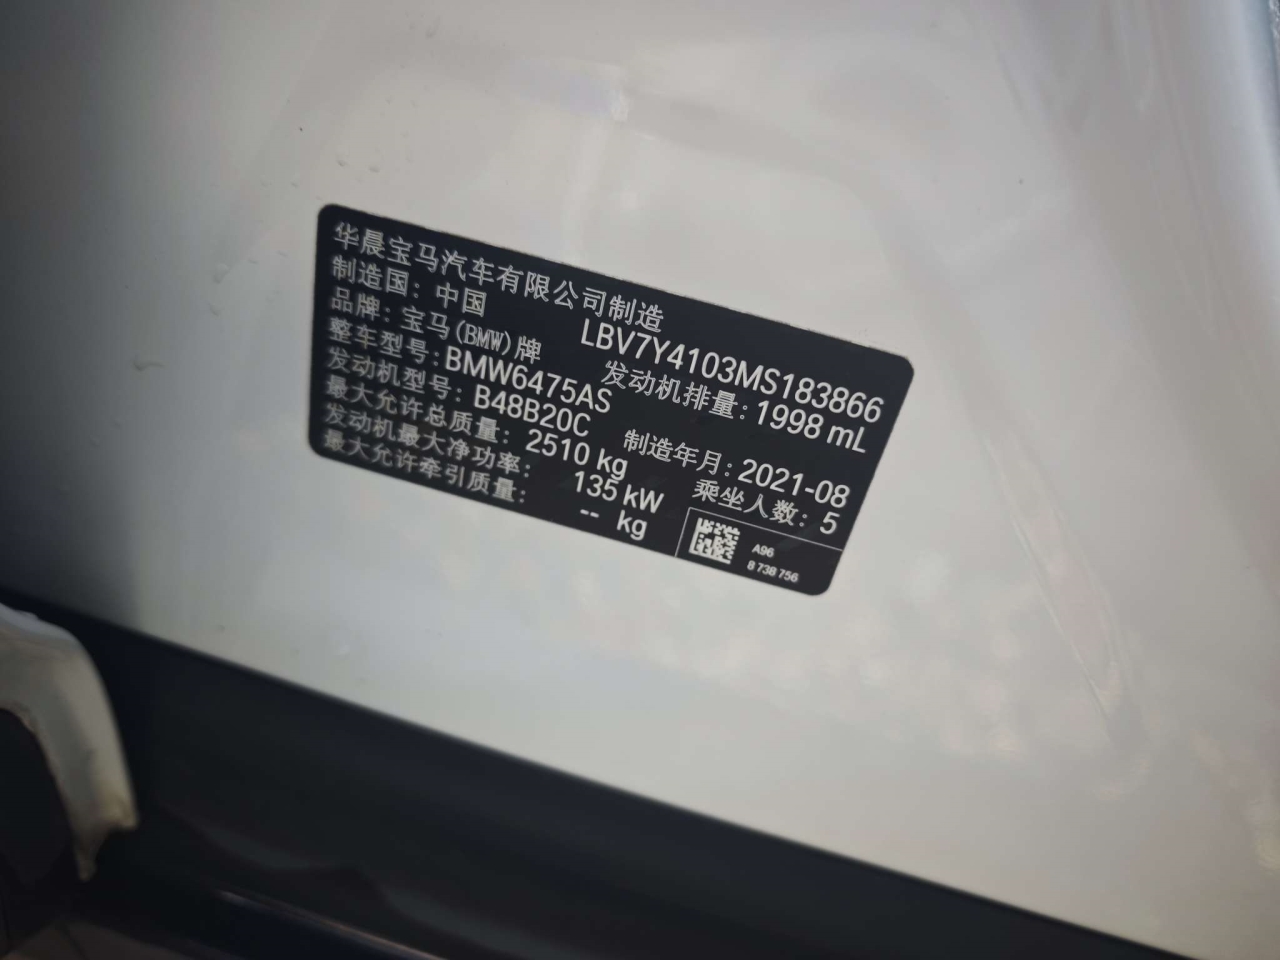 华晨宝马汽车有限公司制造
制造国：中国 LBV7Y4103MS183866
品牌：宝马(BMW)牌 发动机排量：1998 mL
整车型号：BMW6475AS
发动机型号：B48B20C 制造年月：2021-08
最大允许总质量：2510 kg 乘坐人数：5
发动机最大净功率：135 kW
最大允许牵引质量：-- kg
A96
8 738 756